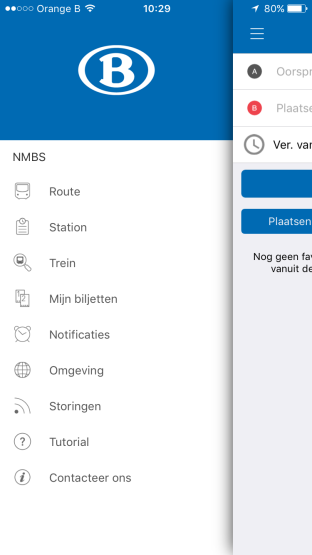 Orange B 10:29 80%
B
NMBS
Route
Station
Trein
Mijn biljetten
Notificaties
Omgeving
Storingen
Tutorial
Contacteer ons
A Oorspr
B Plaatse
Ver. van
Plaatsen
Nog geen fav
vanuit de